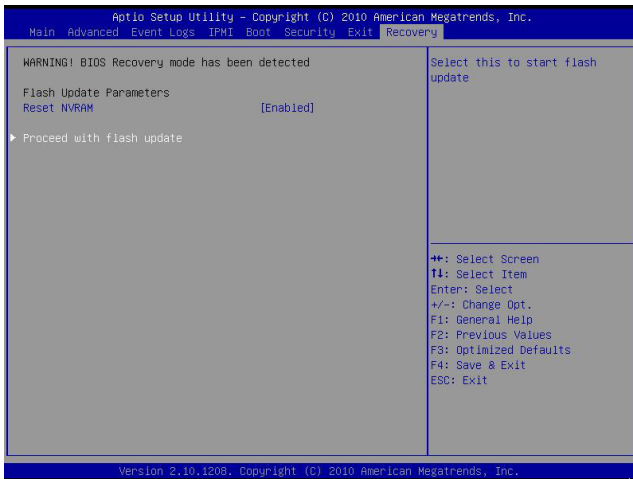 Aptio Setup Utility - Copyright (C) 2010 American Megatrends, Inc.
Main Advanced Event Logs IPMI Boot Security Exit Recovery
WARNING! BIOS Recovery mode has been detected
Flash Update Parameters
Reset NVRAM [Enabled]
▶ Proceed with flash update
Select this to start flash
update
→←: Select Screen
↑↓: Select Item
Enter: Select
+/-: Change Opt.
F1: General Help
F2: Previous Values
F3: Optimized Defaults
F4: Save & Exit
ESC: Exit
Version 2.10.1208. Copyright (C) 2010 American Megatrends, Inc.